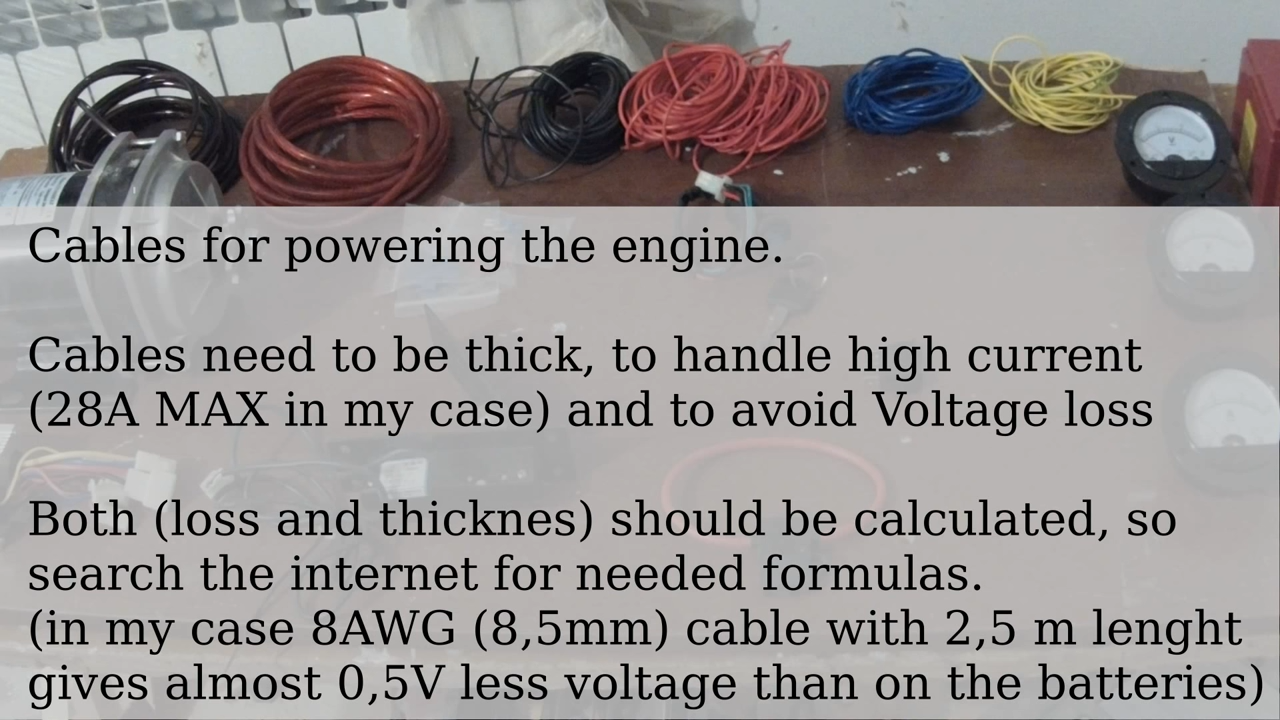 Cables for powering the engine.
Cables need to be thick, to handle high current
(28A MAX in my case) and to avoid Voltage loss
Both (loss and thicknes) should be calculated, so
search the internet for needed formulas.
(in my case 8AWG (8,5mm) cable with 2,5 m lenght
gives almost 0,5V less voltage than on the batteries)